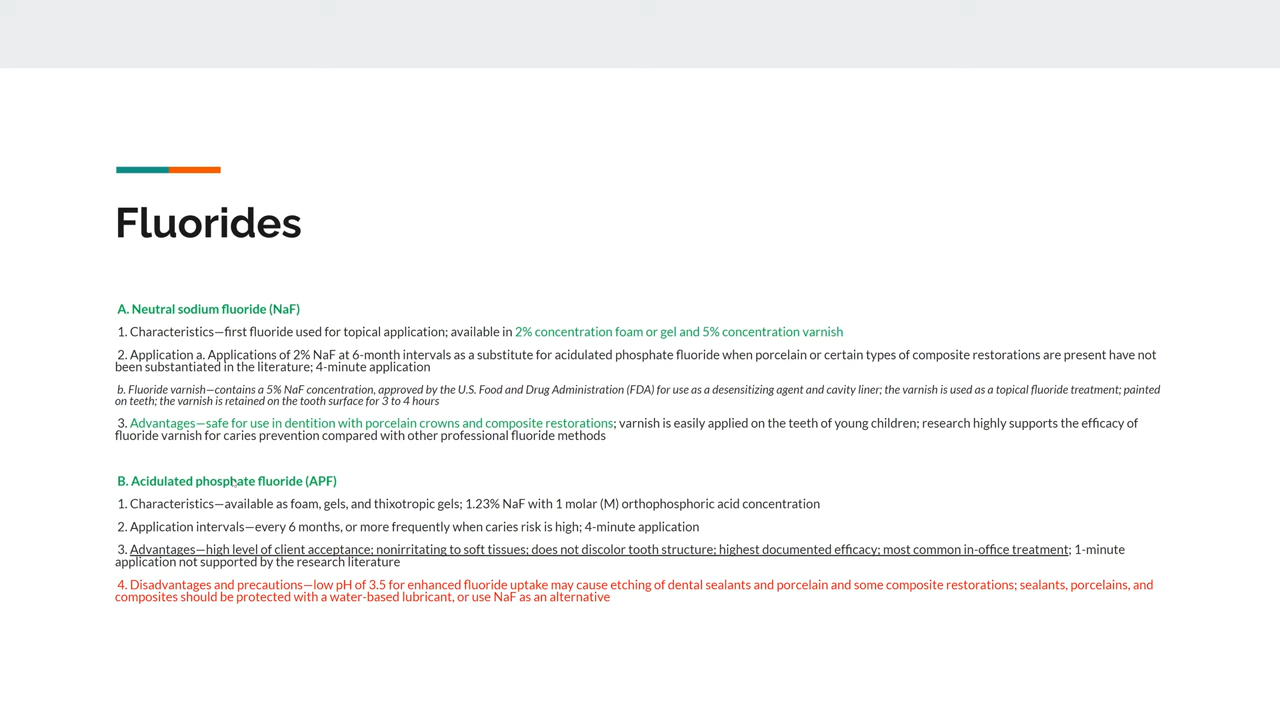 Fluorides
A. Neutral sodium fluoride (NaF)
1. Characteristics—first fluoride used for topical application; available in 2% concentration foam or gel and 5% concentration varnish
2. Application a. Applications of 2% NaF at 6-month intervals as a substitute for acidulated phosphate fluoride when porcelain or certain types of composite restorations are present have not
been substantiated in the literature; 4-minute application
b. Fluoride varnish—contains a 5% NaF concentration, approved by the U.S. Food and Drug Administration (FDA) for use as a desensitizing agent and cavity liner; the varnish is used as a topical fluoride treatment; painted
on teeth; the varnish is retained on the tooth surface for 3 to 4 hours
3. Advantages—safe for use in dentition with porcelain crowns and composite restorations; varnish is easily applied on the teeth of young children; research highly supports the efficacy of
fluoride varnish for caries prevention compared with other professional fluoride methods
B. Acidulated phosphate fluoride (APF)
1. Characteristics—available as foam, gels, and thixotropic gels; 1.23% NaF with 1 molar (M) orthophosphoric acid concentration
2. Application intervals—every 6 months, or more frequently when caries risk is high; 4-minute application
3. Advantages—high level of client acceptance; nonirritating to soft tissues; does not discolor tooth structure; highest documented efficacy; most common in-office treatment; 1-minute
application not supported by the research literature
4. Disadvantages and precautions—low pH of 3.5 for enhanced fluoride uptake may cause etching of dental sealants and porcelain and some composite restorations; sealants, porcelains, and
composites should be protected with a water-based lubricant, or use NaF as an alternative